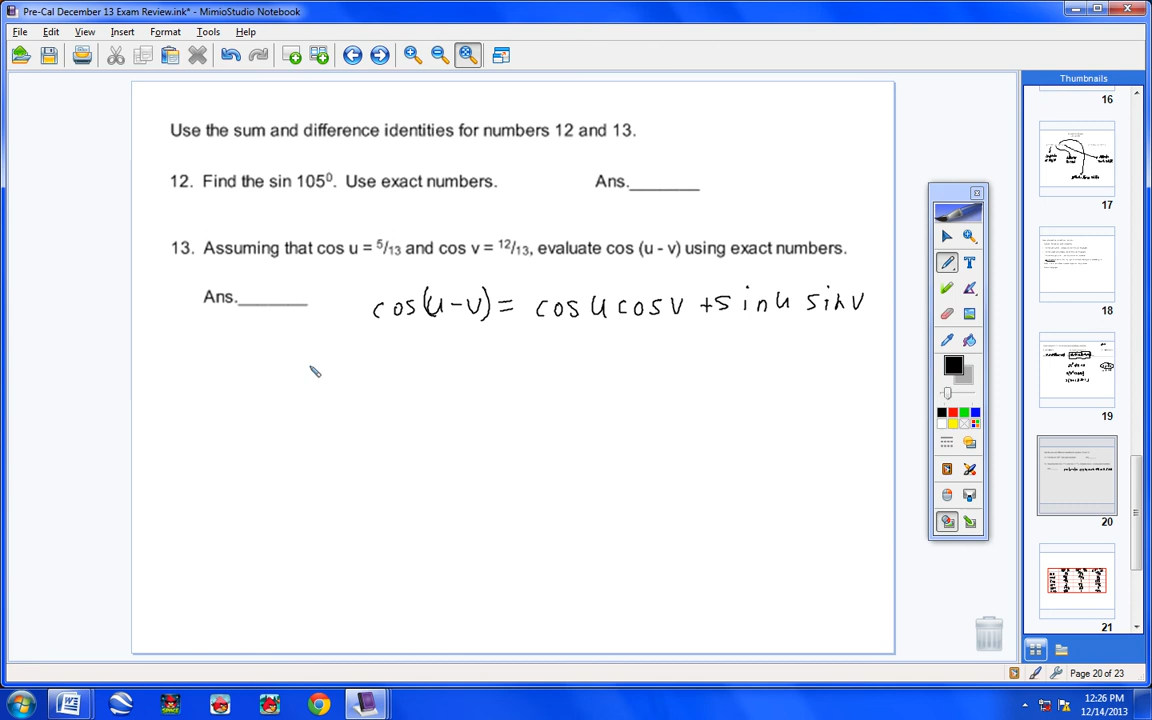 Pre-Cal December 13 Exam Review.ink* - MimioStudio Notebook
File Edit View Insert Format Tools Help
Thumbnails
16
Use the sum and difference identities for numbers 12 and 13.
12. Find the sin 105⁰. Use exact numbers. Ans.________
17
13. Assuming that cos u = ⁵/₁₃ and cos v = ¹²/₁₃, evaluate cos (u - v) using exact numbers.
Ans.________ cos(u-v) = cos u cos v + sin u sin v
18
19
20
21
Page 20 of 23
12:26 PM
12/14/2013